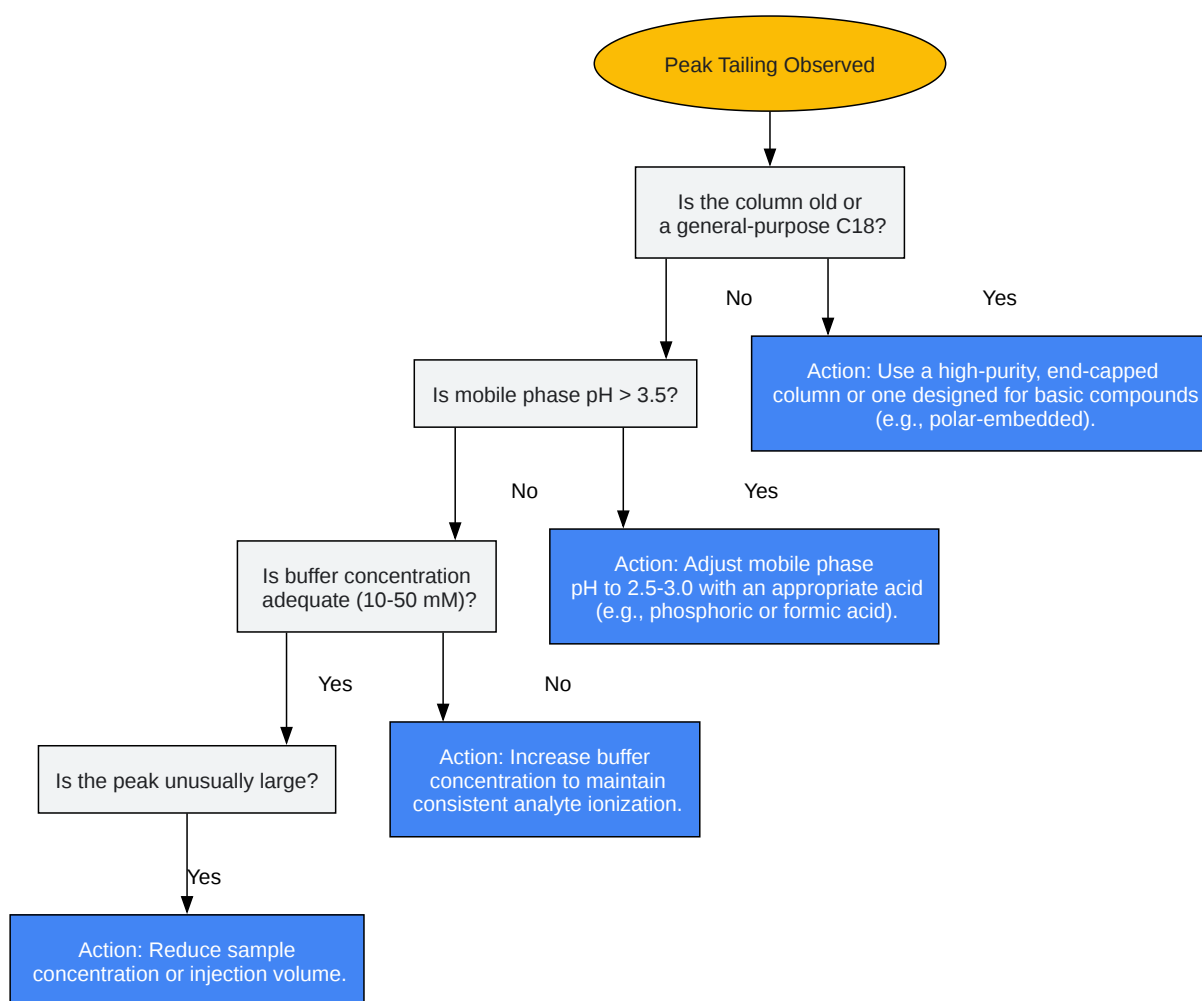 Peak Tailing Observed
Is the column old or
a general-purpose C18?
No
Yes
Action: Use a high-purity, end-capped
column or one designed for basic compounds
(e.g., polar-embedded).
Is mobile phase pH > 3.5?
No
Yes
Action: Adjust mobile phase
pH to 2.5-3.0 with an appropriate acid
(e.g., phosphoric or formic acid).
Is buffer concentration
adequate (10-50 mM)?
Yes
No
Action: Increase buffer
concentration to maintain
consistent analyte ionization.
Is the peak unusually large?
Yes
Action: Reduce sample
concentration or injection volume.